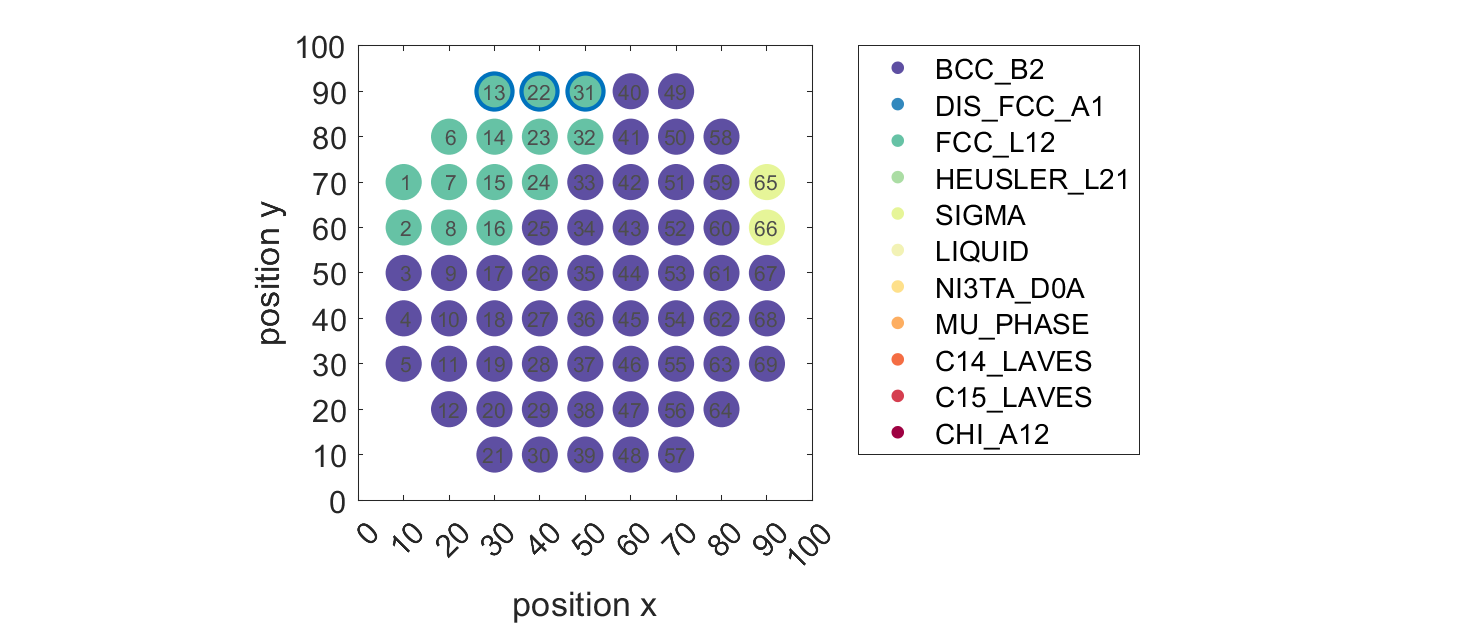 100
90
80
70
60
50
40
30
20
10
0
position y
13 22 31 40 49
6 14 23 32 41 50 58
1 7 15 24 33 42 51 59 65
2 8 16 25 34 43 52 60 66
3 9 17 26 35 44 53 61 67
4 10 18 27 36 45 54 62 68
5 11 19 28 37 46 55 63 69
12 20 29 38 47 56 64
21 30 39 48 57
0 10 20 30 40 50 60 70 80 90 100
position x
BCC_B2
DIS_FCC_A1
FCC_L12
HEUSLER_L21
SIGMA
LIQUID
NI3TA_D0A
MU_PHASE
C14_LAVES
C15_LAVES
CHI_A12